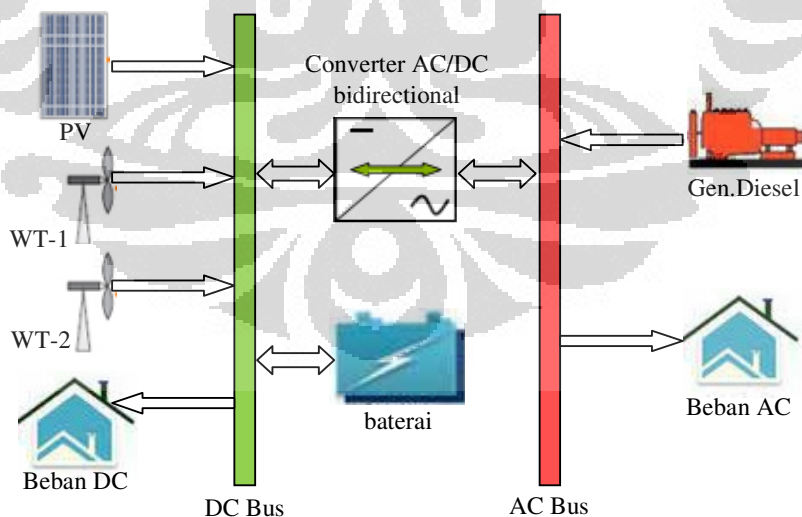 Converter AC/DC
bidirectional
PV
Gen.Diesel
WT-1
WT-2
baterai
Beban AC
Beban DC
DC Bus
AC Bus